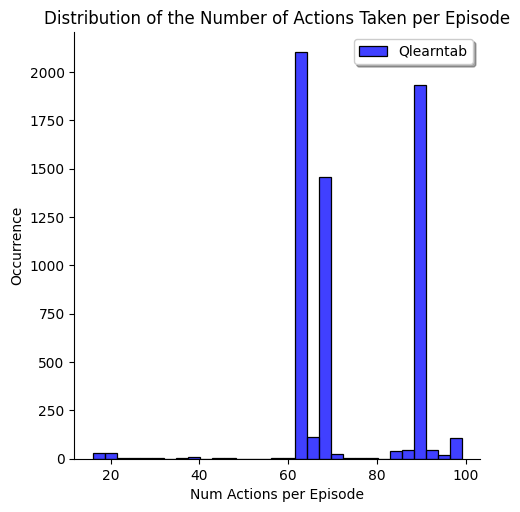 Distribution of the Number of Actions Taken per Episode
Qlearntab
2000
1750
1500
1250
1000
750
500
250
0
Occurrence
20 40 60 80 100
Num Actions per Episode